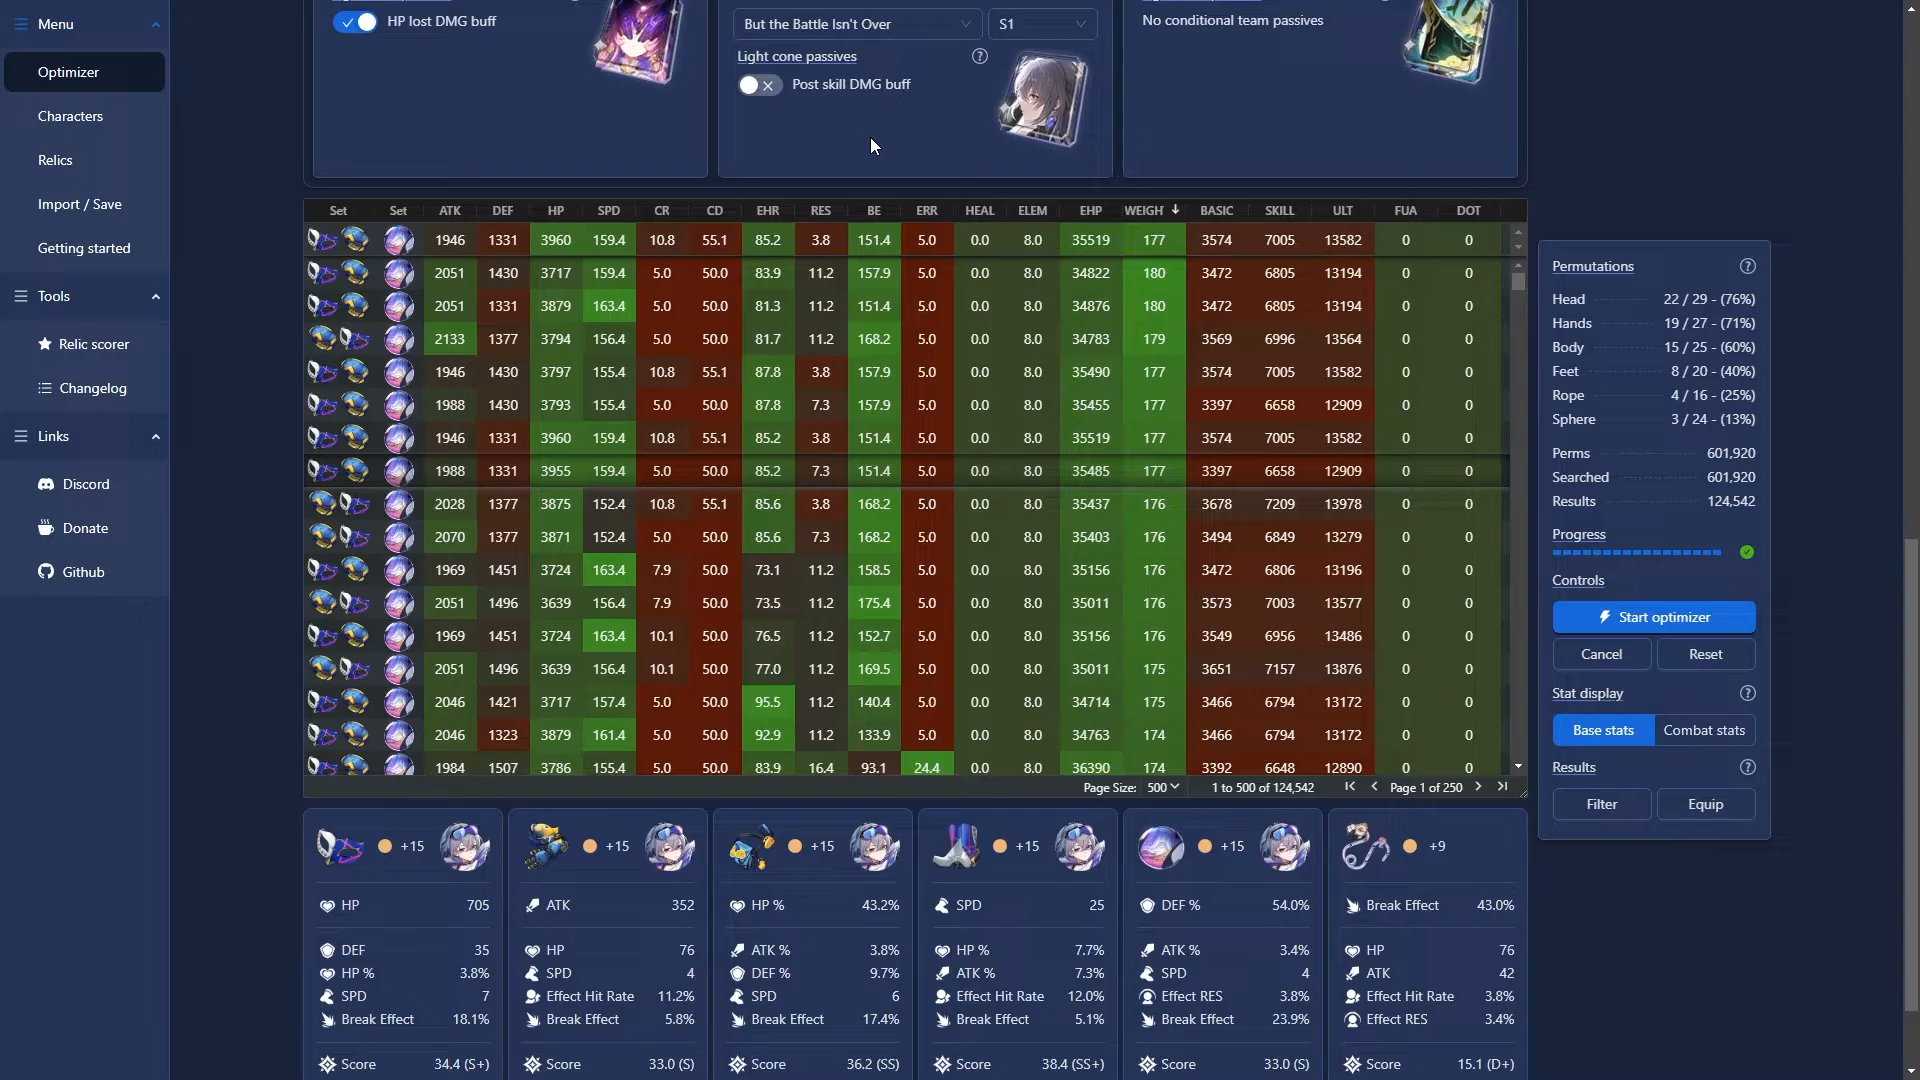 Menu
Optimizer
Characters
Relics
Import / Save
Getting started
Tools
Relic scorer
Changelog
Links
Discord
Donate
Github
HP lost DMG buff
But the Battle Isn't Over S1
Light cone passives
Post skill DMG buff
No conditional team passives
Set Set ATK DEF HP SPD CR CD EHR RES BE ERR HEAL ELEM EHP WEIGH BASIC SKILL ULT FUA DOT
1946 1331 3960 159.4 10.8 55.1 85.2 3.8 151.4 5.0 0.0 8.0 35519 177 3574 7005 13582 0 0
2051 1430 3717 159.4 5.0 50.0 83.9 11.2 157.9 5.0 0.0 8.0 34822 180 3472 6805 13194 0 0
2051 1331 3879 163.4 5.0 50.0 81.3 11.2 151.4 5.0 0.0 8.0 34876 180 3472 6805 13194 0 0
2133 1377 3794 156.4 5.0 50.0 81.7 11.2 168.2 5.0 0.0 8.0 34783 179 3569 6996 13564 0 0
1946 1430 3797 155.4 10.8 55.1 87.8 3.8 157.9 5.0 0.0 8.0 35490 177 3574 7005 13582 0 0
1988 1430 3793 155.4 5.0 50.0 87.8 7.3 157.9 5.0 0.0 8.0 35455 177 3397 6658 12909 0 0
1946 1331 3960 159.4 10.8 55.1 85.2 3.8 151.4 5.0 0.0 8.0 35519 177 3574 7005 13582 0 0
1988 1331 3955 159.4 5.0 50.0 85.2 7.3 151.4 5.0 0.0 8.0 35485 177 3397 6658 12909 0 0
2028 1377 3875 152.4 10.8 55.1 85.6 3.8 168.2 5.0 0.0 8.0 35437 176 3678 7209 13978 0 0
2070 1377 3871 152.4 5.0 50.0 85.6 7.3 168.2 5.0 0.0 8.0 35403 176 3494 6849 13279 0 0
1969 1451 3724 163.4 7.9 50.0 73.1 11.2 158.5 5.0 0.0 8.0 35156 176 3472 6806 13196 0 0
2051 1496 3639 156.4 7.9 50.0 73.5 11.2 175.4 5.0 0.0 8.0 35011 176 3573 7003 13577 0 0
1969 1451 3724 163.4 10.1 50.0 76.5 11.2 152.7 5.0 0.0 8.0 35156 176 3549 6956 13486 0 0
2051 1496 3639 156.4 10.1 50.0 77.0 11.2 169.5 5.0 0.0 8.0 35011 175 3651 7157 13876 0 0
2046 1421 3717 157.4 5.0 50.0 95.5 11.2 140.4 5.0 0.0 8.0 34714 175 3466 6794 13172 0 0
2046 1323 3879 161.4 5.0 50.0 92.9 11.2 133.9 5.0 0.0 8.0 34763 174 3466 6794 13172 0 0
1984 1507 3786 155.4 5.0 50.0 83.9 16.4 93.1 24.4 0.0 8.0 36390 174 3392 6648 12890 0 0
Page Size: 500 1 to 500 of 124,542 Page 1 of 250
+15 +15 +15 +15 +15 +9
HP 705 ATK 352 HP % 43.2% SPD 25 DEF % 54.0% Break Effect 43.0%
DEF 35 HP 76 ATK % 3.8% HP % 7.7% ATK % 3.4% HP 76
HP % 3.8% SPD 4 DEF % 9.7% ATK % 7.3% SPD 4 ATK 42
SPD 7 Effect Hit Rate 11.2% SPD 6 Effect Hit Rate 12.0% Effect RES 3.8% Effect Hit Rate 3.8%
Break Effect 18.1% Break Effect 5.8% Break Effect 17.4% Break Effect 5.1% Break Effect 23.9% Effect RES 3.4%
Score 34.4 (S+) Score 33.0 (S) Score 36.2 (SS) Score 38.4 (SS+) Score 33.0 (S) Score 15.1 (D+)
Permutations
Head 22 / 29 - (76%)
Hands 19 / 27 - (71%)
Body 15 / 25 - (60%)
Feet 8 / 20 - (40%)
Rope 4 / 16 - (25%)
Sphere 3 / 24 - (13%)
Perms 601,920
Searched 601,920
Results 124,542
Progress
Controls
Start optimizer
Cancel Reset
Stat display
Base stats Combat stats
Results
Filter Equip